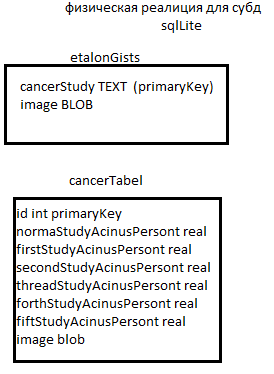 физическая реалиция для субд
sqlLite
etalonGists
cancerStudy TEXT (primaryKey)
image BLOB
cancerTabel
id int primaryKey
normaStudyAcinusPersont real
firstStudyAcinusPersont real
secondStudyAcinusPersont real
threadStudyAcinusPersont real
forthStudyAcinusPersont real
fiftStudyAcinusPersont real
image blob